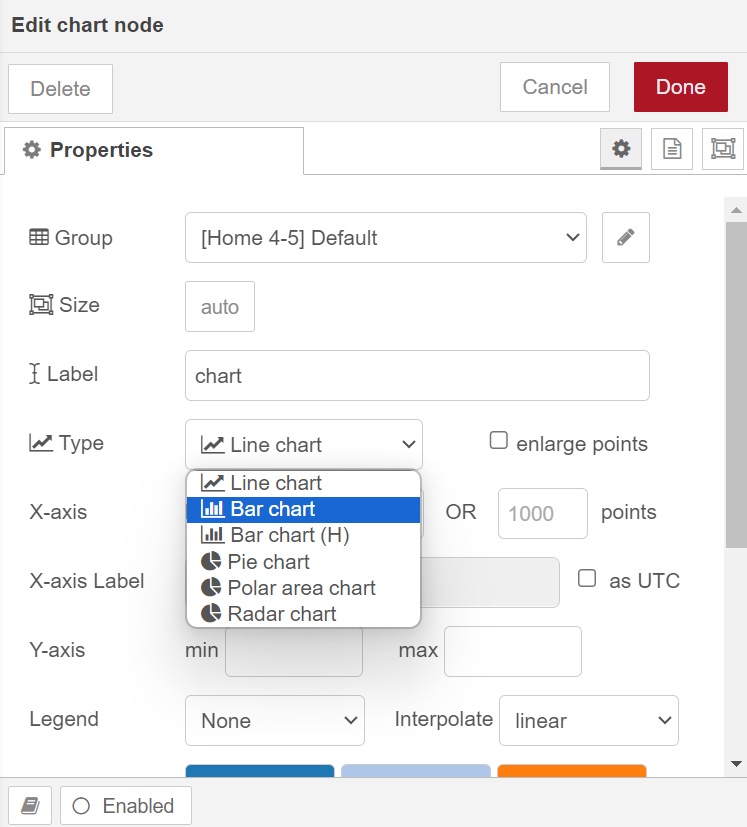 Edit chart node
Delete
Cancel
Done
Properties
Group
[Home 4-5] Default
Size
auto
Label
chart
Type
Line chart
enlarge points
Line chart
Bar chart
Bar chart (H)
Pie chart
Polar area chart
Radar chart
X-axis
OR
1000
points
X-axis Label
as UTC
Y-axis
min
max
Legend
None
Interpolate
linear
Enabled